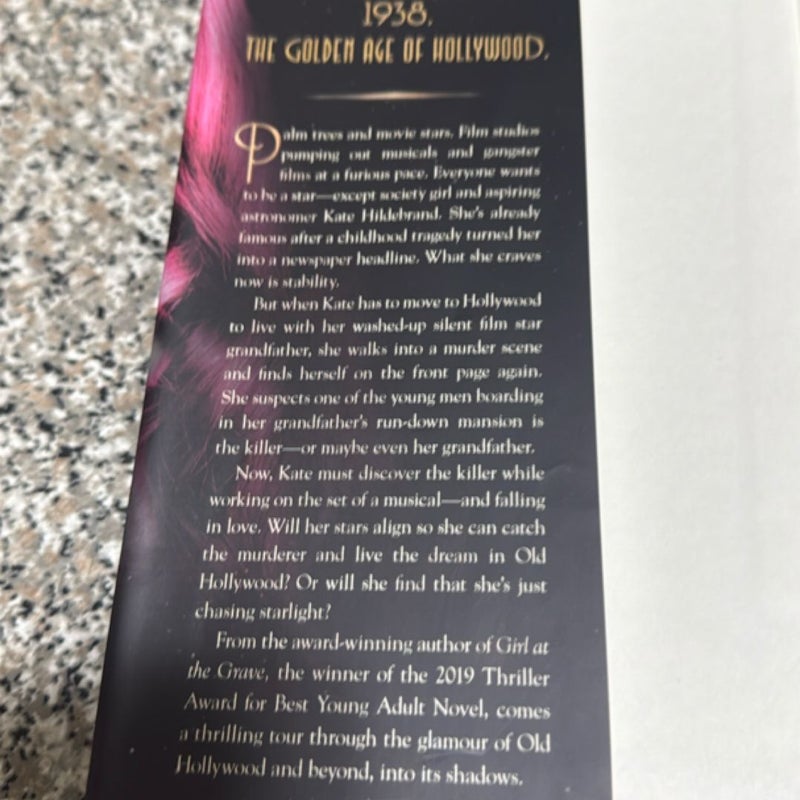 1938.
THE GOLDEN AGE OF HOLLYWOOD.
Palm trees and movie stars. Film studios
pumping out musicals and gangster
films at a furious pace. Everyone wants
to be a star—except society girl and aspiring
astronomer Kate Hildebrand. She's already
famous after a childhood tragedy turned her
into a newspaper headline. What she craves
now is stability.
But when Kate has to move to Hollywood
to live with her washed-up silent film star
grandfather, she walks into a murder scene
and finds herself on the front page again.
She suspects one of the young men boarding
in her grandfather's run-down mansion is
the killer—or maybe even her grandfather.
Now, Kate must discover the killer while
working on the set of a musical—and falling
in love. Will her stars align so she can catch
the murderer and live the dream in Old
Hollywood? Or will she find that she's just
chasing starlight?
From the award-winning author of Girl at
the Grave, the winner of the 2019 Thriller
Award for Best Young Adult Novel, comes
a thrilling tour through the glamour of Old
Hollywood and beyond, into its shadows.